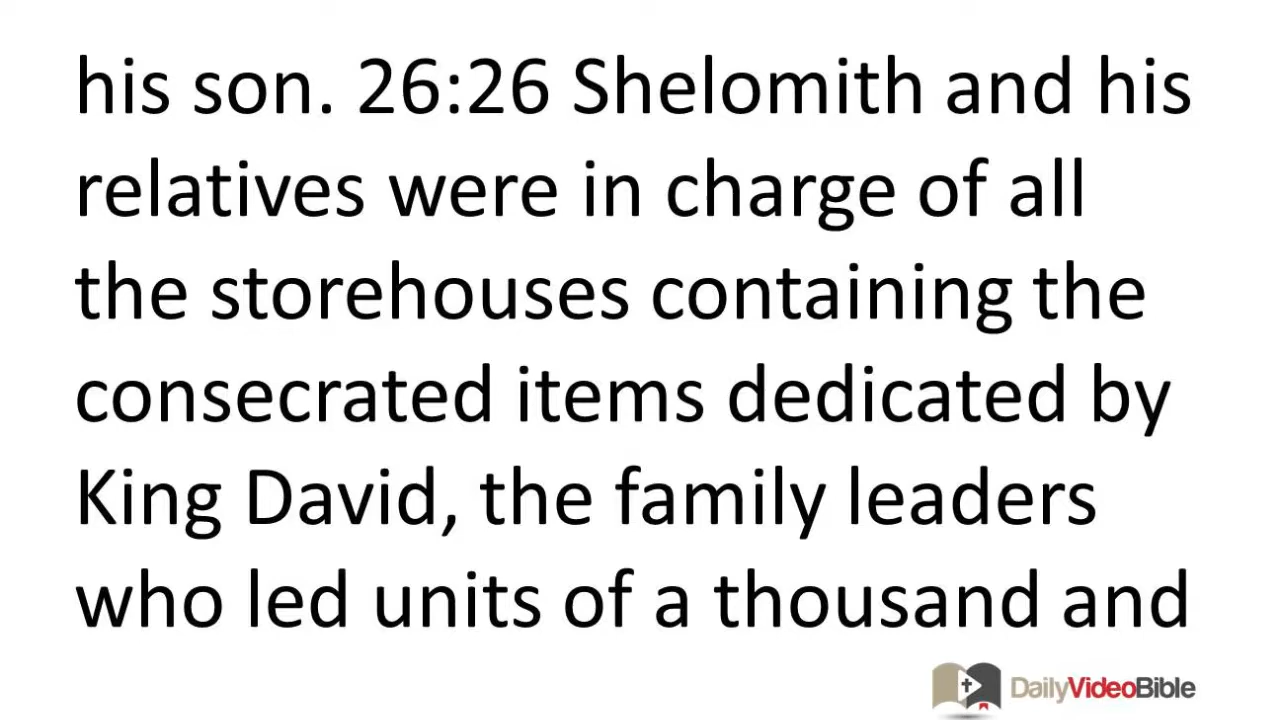 his son. 26:26 Shelomith and his
relatives were in charge of all
the storehouses containing the
consecrated items dedicated by
King David, the family leaders
who led units of a thousand and
DailyVideoBible